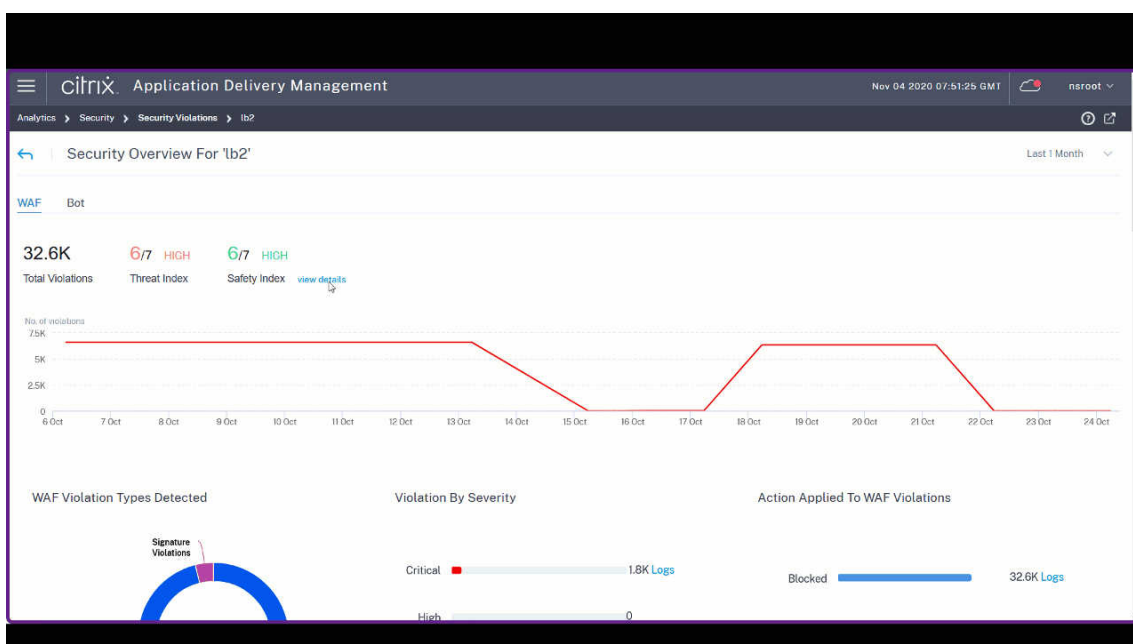 citrix. Application Delivery Management Nov 04 2020 07:51:25 GMT nsroot
Analytics > Security > Security Violations > lb2
Security Overview For 'lb2' Last 1 Month
WAF Bot
32.6K 6/7 HIGH 6/7 HIGH
Total Violations Threat Index Safety Index view details
No. of violations
7.5K
5K
2.5K
0
6 Oct 7 Oct 8 Oct 9 Oct 10 Oct 11 Oct 12 Oct 13 Oct 14 Oct 15 Oct 16 Oct 17 Oct 18 Oct 19 Oct 20 Oct 21 Oct 22 Oct 23 Oct 24 Oct
WAF Violation Types Detected Violation By Severity Action Applied To WAF Violations
Signature
Violations
Critical 1.8K Logs
Blocked 32.6K Logs
High 0